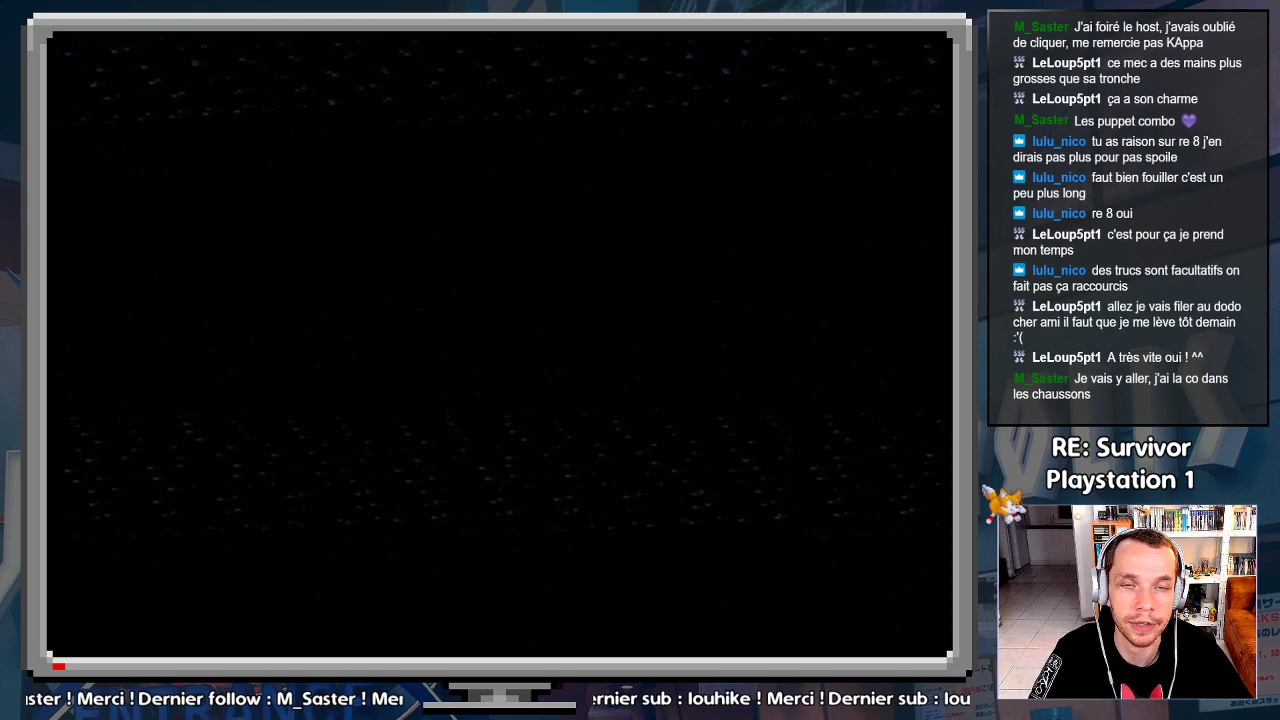 M_Saster J'ai foiré le host, j'avais oublié
de cliquer, me remercie pas KAppa
LeLoup5pt1 ce mec a des mains plus
grosses que sa tronche
LeLoup5pt1 ça a son charme
M_Saster Les puppet combo
lulu_nico tu as raison sur re 8 j'en
dirais pas plus pour pas spoile
lulu_nico faut bien fouiller c'est un
peu plus long
lulu_nico re 8 oui
LeLoup5pt1 c'est pour ça je prend
mon temps
lulu_nico des trucs sont facultatifs on
fait pas ça raccourcis
LeLoup5pt1 allez je vais filer au dodo
cher ami il faut que je me lève tôt demain
:'(
LeLoup5pt1 A très vite oui ! ^^
M_Saster Je vais y aller, j'ai la co dans
les chaussons
RE: Survivor
Playstation 1
aster ! Merci ! Dernier follow : M_Saster ! Mer
ernier sub : louhike ! Merci ! Dernier sub : lou